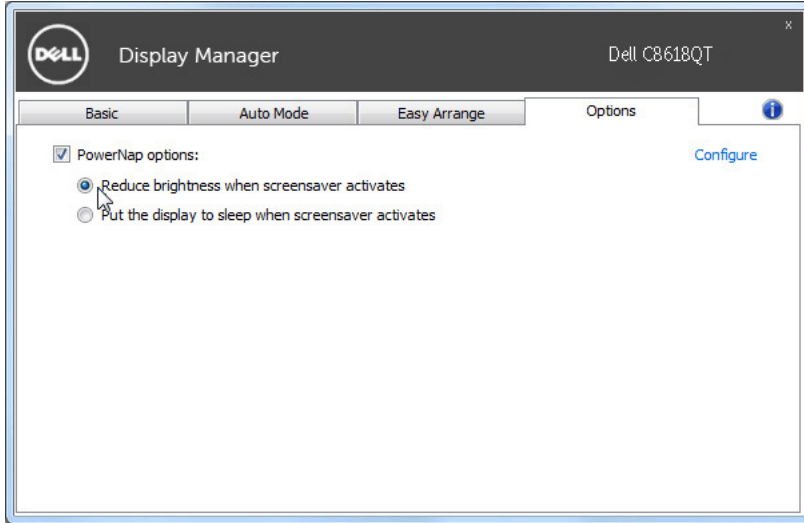 x
DELL Display Manager Dell C8618QT
Basic Auto Mode Easy Arrange Options i
PowerNap options: Configure
Reduce brightness when screensaver activates
Put the display to sleep when screensaver activates